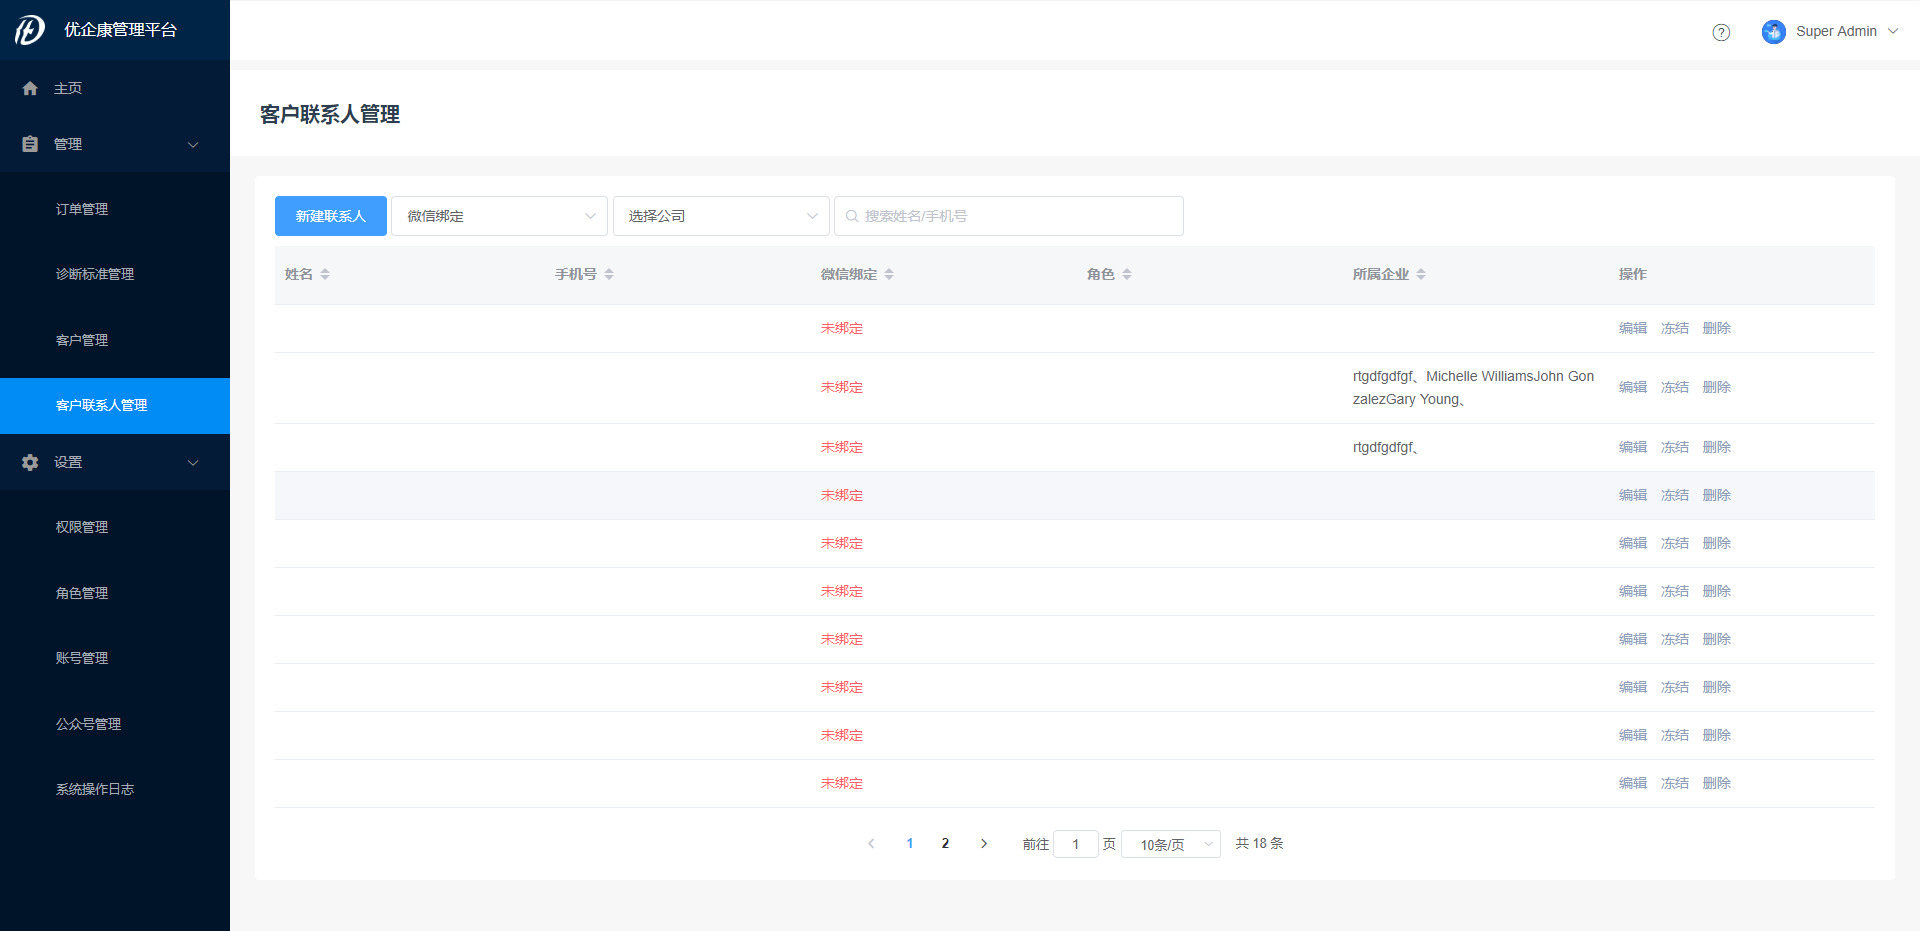 优企康管理平台
Super Admin
主页
管理
订单管理
诊断标准管理
客户管理
客户联系人管理
设置
权限管理
角色管理
账号管理
公众号管理
系统操作日志
客户联系人管理
新建联系人 微信绑定 选择公司 搜索姓名/手机号
姓名 手机号 微信绑定 角色 所属企业 操作
未绑定 编辑 冻结 删除
未绑定 rtgdfgdfgf、Michelle WilliamsJohn Gon 编辑 冻结 删除
zalezGary Young、
未绑定 rtgdfgdfgf、 编辑 冻结 删除
未绑定 编辑 冻结 删除
未绑定 编辑 冻结 删除
未绑定 编辑 冻结 删除
未绑定 编辑 冻结 删除
未绑定 编辑 冻结 删除
未绑定 编辑 冻结 删除
未绑定 编辑 冻结 删除
1 2 前往 1 页 10条/页 共 18 条